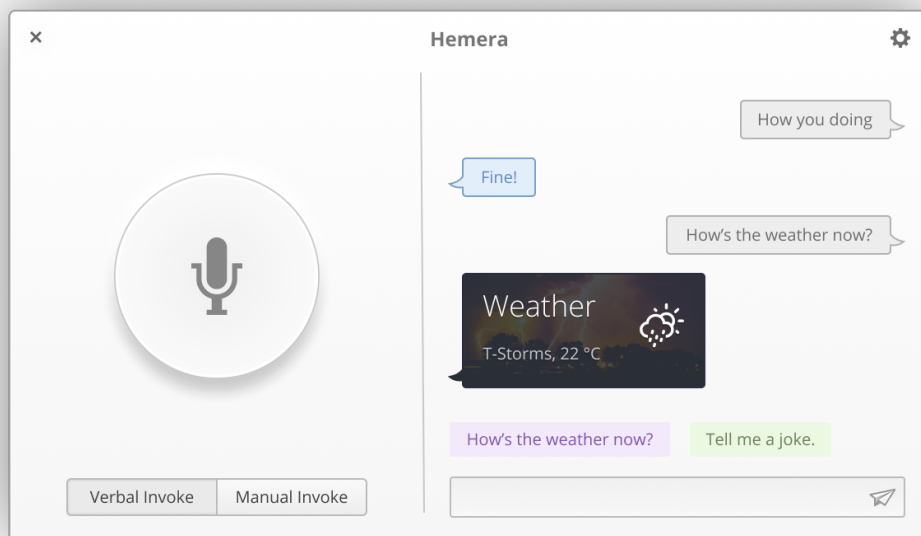 Hemera
How you doing
Fine!
How's the weather now?
Weather
T-Storms, 22 °C
How's the weather now?
Tell me a joke.
Verbal Invoke
Manual Invoke